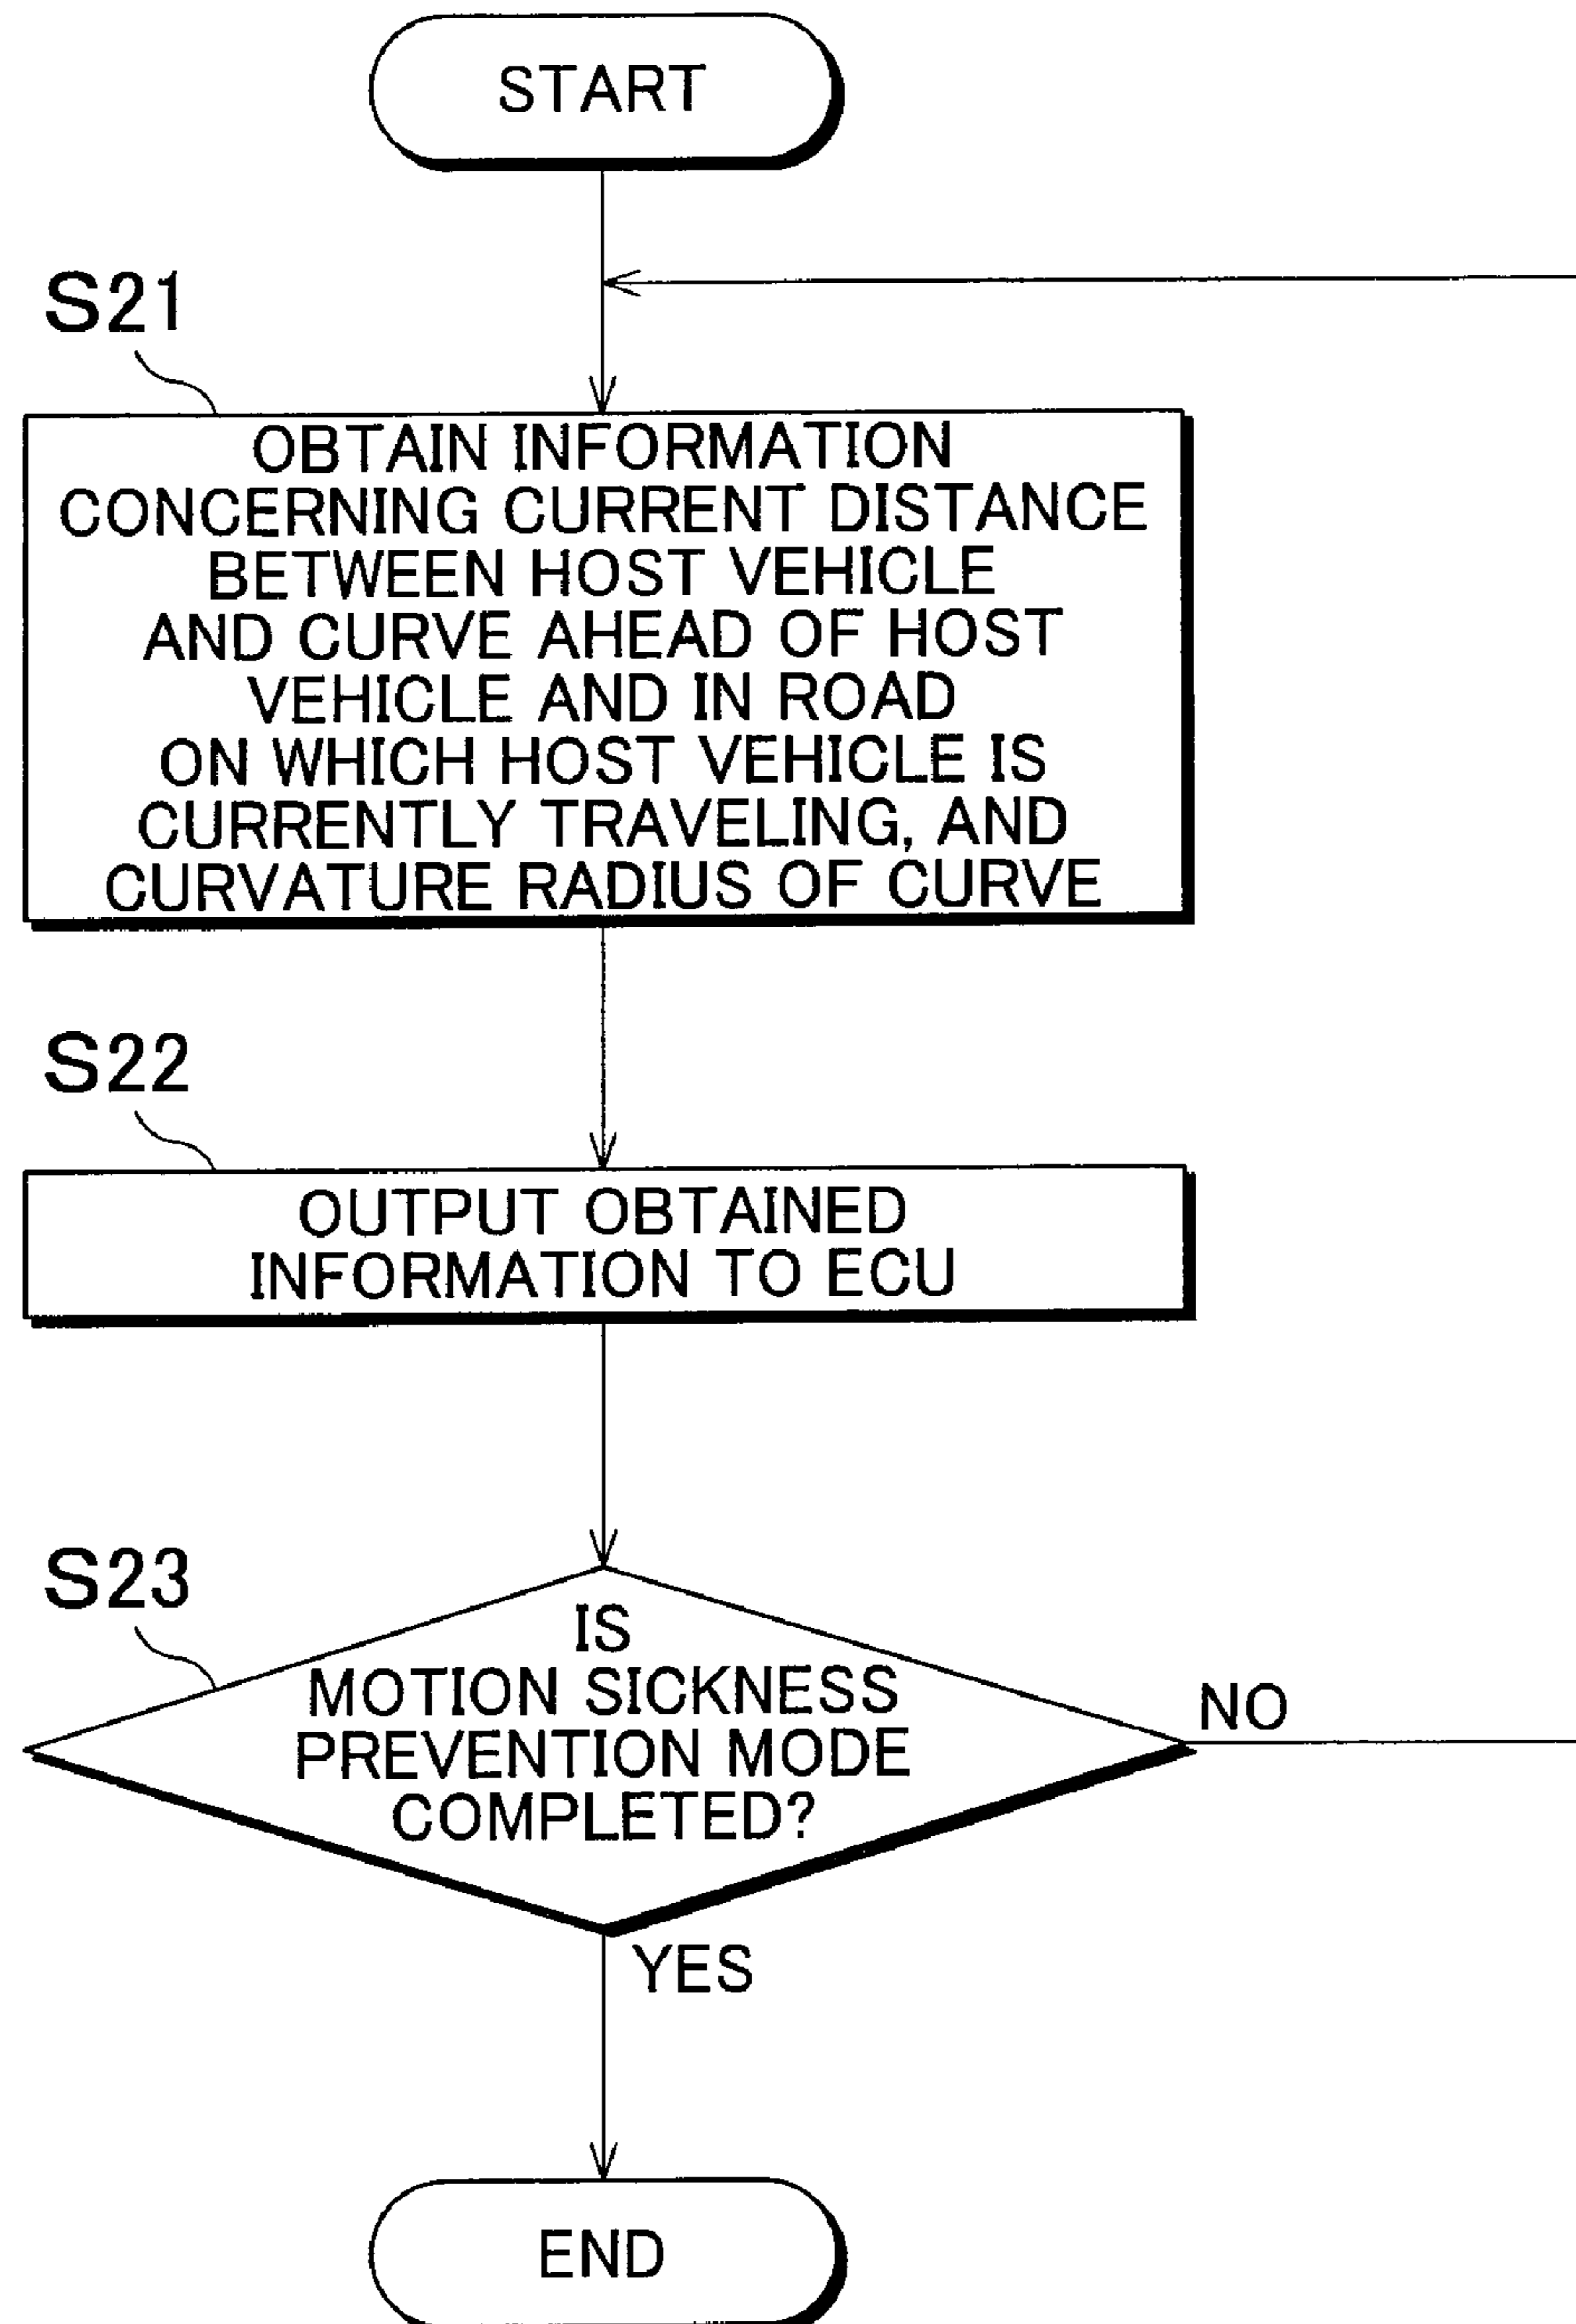 START
S21
OBTAIN INFORMATION
CONCERNING CURRENT DISTANCE
BETWEEN HOST VEHICLE
AND CURVE AHEAD OF HOST
VEHICLE AND IN ROAD
ON WHICH HOST VEHICLE IS
CURRENTLY TRAVELING, AND
CURVATURE RADIUS OF CURVE
S22
OUTPUT OBTAINED
INFORMATION TO ECU
S23
IS
MOTION SICKNESS
PREVENTION MODE
COMPLETED?
NO
YES
END